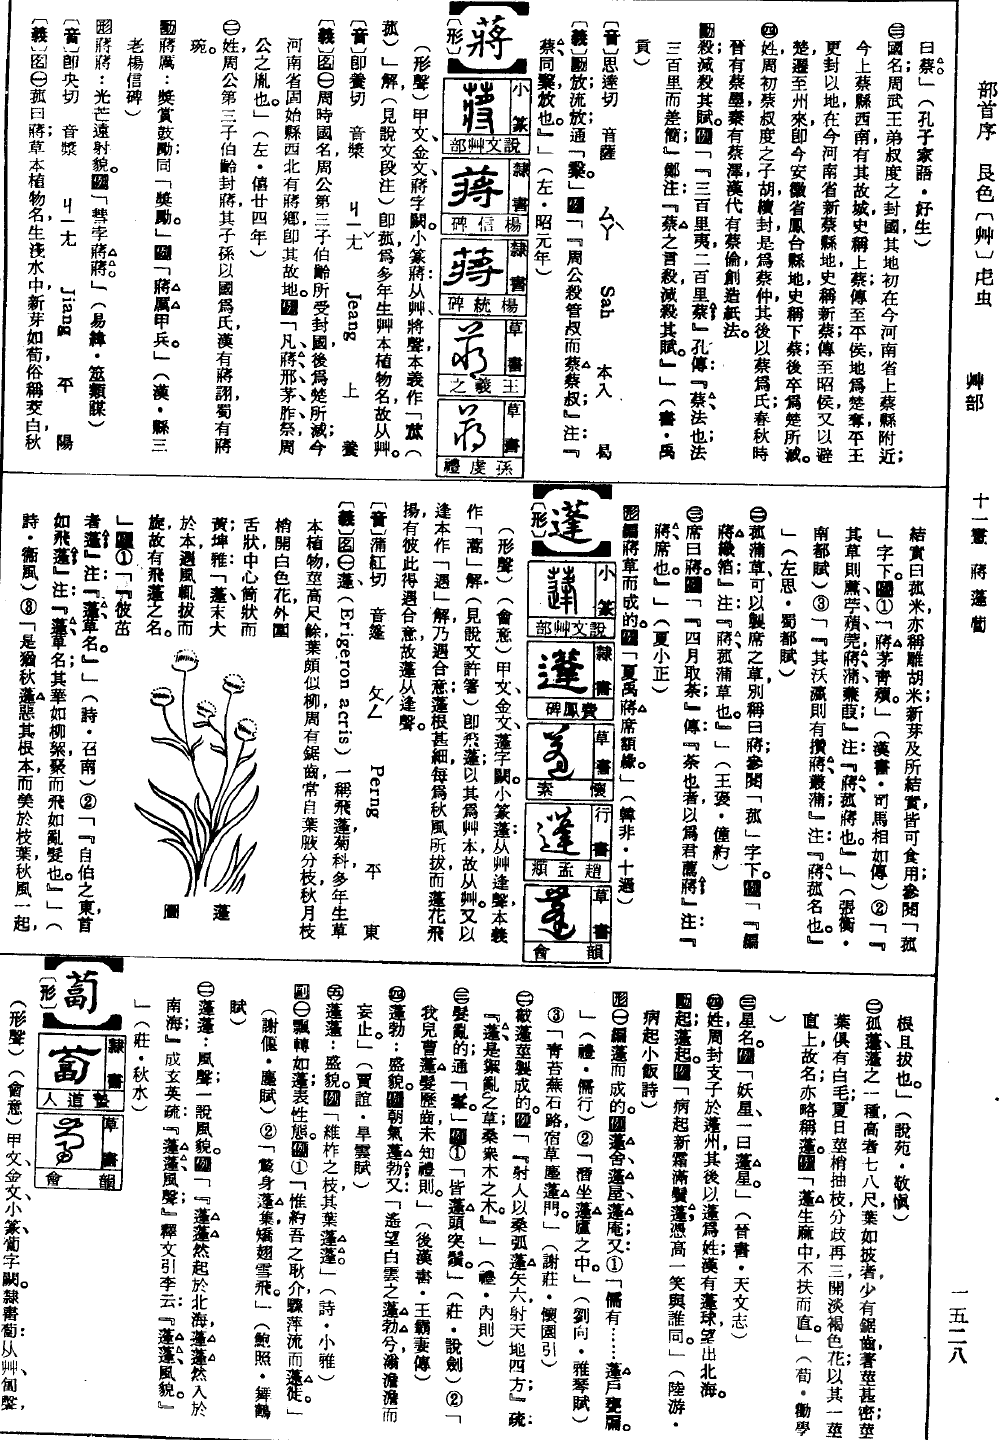 部首序 艮色〔艸〕虍虫
艸部
十一畫 蔣蓬蔔
一五二八
曰蔡。」(孔子家語・好生)
㊂國名周武王弟叔度之封國其地初在今河南省上蔡縣附近;
今上蔡縣西南有其故城史稱上蔡傳至平侯地爲楚奪平王
更封以地在今河南省新蔡縣地史稱新蔡傳至昭侯又以避
楚遷至州來卽今安徽省鳳台縣地史稱下蔡後卒爲楚所滅。
㊃姓周初蔡叔度之子胡續封是爲蔡仲其後以蔡爲氏春秋時
晉有蔡墨秦有蔡澤漢代有蔡倫創造紙法。
動殺減殺其賦。例「『三百里夷二百里蔡』孔傳『蔡法也法
三百里而差簡』鄭注『蔡之言殺減殺其賦。』」(書・禹
貢)
〔音〕思達切 音薩 ㄙㄚ Sah 本入 曷
〔義〕動放流放通「𥻦」。例「『周公殺管叔而蔡蔡叔』注:『
蔡同𥻦放也』」(左・昭元年)
蔣
〔形〕
小篆 說文艸部
隸書 楊信碑
隸書 楊統碑
草書 王羲之
草書 孫虔禮
(形聲)甲文、金文蔣字闕。小篆蔣从艸將聲本義作「苽(
菰)」解(見說文段注)卽菰爲多年生艸本植物名故从艸。
〔音〕卽養切 音槳 ㄐㄧㄤ Jeang 上 養
〔義〕名㊀周時國名周公第三子伯齡所受封國後爲楚所滅今
河南省固始縣西北有蔣鄉卽其故地。例「凡蔣邢茅胙祭周
公之胤也。」(左・僖廿四年)
㊁姓周公第三子伯齡封蔣其子孫以國爲氏漢有蔣詡蜀有蔣
琬。
動蔣厲:獎賞鼓勵;同「獎勵」。例「蔣厲甲兵。」(漢・縣三
老楊信碑)
形蔣蔣:光芒遠射貌。例「彗字蔣蔣。」(易緯・筮類謀)
〔音〕卽央切 音漿 ㄐㄧㄤ Jiang 平 陽
〔義〕名㊀菰曰蔣草本植物名生淺水中新芽如荀俗稱茭白秋
結實曰菰米亦稱雕胡米新芽及所結實皆可食用參閱「菰
」字下。例①「蔣茅青薠。」(漢書・司馬相如傳)②「『
其草則藨苧薠莞蔣蒲蒹葭』注:『蔣菰蔣也。』」(張衡・
南都賦)③「『其沃瀛則有攢蔣叢蒲』注『蔣菰名也』
」(左思・蜀都賦)
㊁菰蒲草可以製席之草別稱曰蔣;參閱「菰」字下。例「『編
蔣織箔』注:『蔣菰蒲草也。』」(王褒・僮約)
㊂席曰蔣。例「『四月取荼』傳『荼也者以爲君薦蔣』注『
蔣席也。』」(夏小正)
形編蔣草而成的。例「夏禹蔣席額緣。」(韓非・十過)
蓬
〔形〕
小篆 說文艸部
隸書 費鳳碑
草書 懷素
行書 趙孟頫
草書 韻會
(形聲)(會意)甲文、金文、蓬字闕。小篆蓬从艸逢聲本義
作「蒿」解(見說文許箸)卽飛蓬;以其爲艸本故从艸。又以
逢本作「遇」解乃遇合意蓬根甚細每爲秋風所拔而蓬花飛
揚有彼此得遇合意故蓬从逢聲。
〔音〕蒲紅切 音篷 ㄆㄥˊ Perng 平 東
〔義〕名㊀蓬(Erigeron acris)一稱飛蓬菊科多年生草
本植物莖高尺餘葉頗似柳周有鋸齒常自葉腋分枝秋月枝
梢開白色花外圍
舌狀中心筒狀而
黃埤雅「蓬末大
於本遇風輒拔而
旋故有飛蓬之名。
」例①「『彼茁
者蓬』注:『蓬草名。』」(詩・召南)②「『自伯之東首
如飛蓬』注『蓬草名其華如柳絮聚而飛如亂髮也。』」(
詩・衞風)③「是猶秋蓬惡其根本而美於枝葉秋風一起,
蓬圖
根且拔也。」(說苑・敬愼)
㊁孤蓬蓬之一種高者七八尺葉如披者少有鋸齒著莖甚密;莖
葉俱有白毛夏日莖梢抽枝分歧再三開淡褐色花以其一莖
直上故名亦略稱蓬。例「蓬生麻中不扶而直。」(荀・勸學
)
㊂星名。例「妖星一曰蓬星。」(晉書・天文志)
㊃姓周封支子於蓬州其後以蓬爲姓漢有蓬球望出北海。
動起蓬起。例「病起新霜滿鬢蓬憑高一笑與誰同。」(陸游・
病起小飯詩)
形㊀編蓬而成的。例蓬舍蓬屋蓬庵又:①「儒有……蓬戶甕牖
」(禮・儒行)②「潛坐蓬廬之中。」(劉向・雅琴賦)
③「青苔蕪石路宿草塵蓬門。」(謝莊・懷園引)
㊁敲蓬莖製成的。例「『射人以桑弧蓬矢六射天地四方』疏
『蓬是禦亂之草桑衆木之木。』」(禮・內則)
㊂髮亂的通「髼」。例①「皆蓬頭突鬢。」(莊・說劍)②「
我兒曹蓬髮歷齒未知禮則。」(後漢書・王霸妻傳)
㊃蓬勃:盛貌。例朝氣蓬勃又「遙望白雲之蓬勃兮滃澹澹而
妄止。」(賈誼・旱雲賦)
㊄蓬蓬:盛貌。例「維柞之枝其葉蓬蓬。」(詩・小雅)
副㊀飄轉如蓬表性態。例①「惟約吾之耿介驟萍流而蓬徙。」
(謝偃・塵賦)②「驚身蓬集矯翅雪飛。」(鮑照・舞鶴
賦)
㊁蓬蓬:風聲一說風貌。例「『蓬蓬然起於北海蓬蓬然入於
南海』成玄英疏:『蓬蓬風聲』釋文引李云:『蓬蓬風貌』
」(莊・秋水)
蔔
〔形〕
隸書 蟄道人
草書 韻會
(形聲)(會意)甲文金文小篆蔔字闕。隸書蔔从艸匐聲,